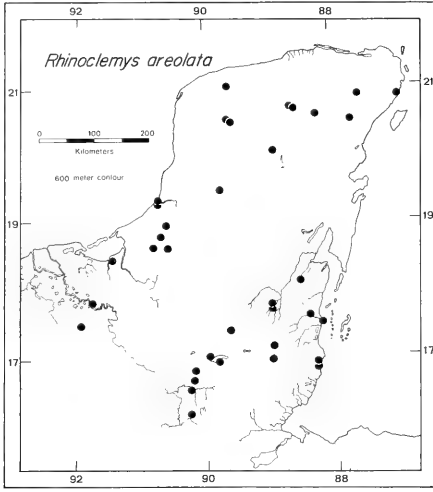 92 90 88
Rhinoclemys areolata
21 21
0 100 200
Kilometers
600 meter contour
19 19
17 17
92 90 88